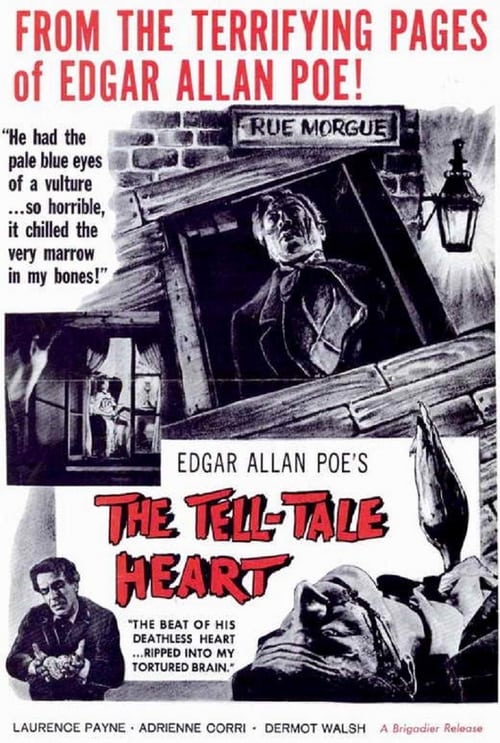 FROM THE TERRIFYING PAGES
of EDGAR ALLAN POE!
"He had the
pale blue eyes
of a vulture
...so horrible,
it chilled the
very marrow
in my bones!"
RUE MORGUE
EDGAR ALLAN POE'S
THE TELL-TALE
HEART
"THE BEAT OF HIS
DEATHLESS HEART
...RIPPED INTO MY
TORTURED BRAIN."
LAURENCE PAYNE · ADRIENNE CORRI · DERMOT WALSH A Brigadier Release